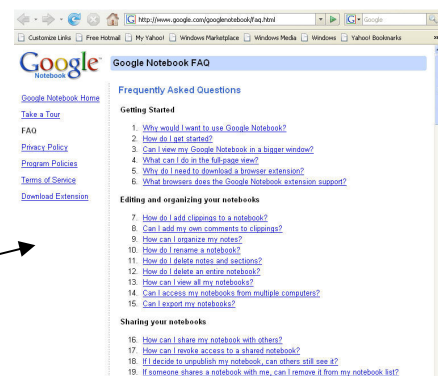 http://www.google.com/googlenotebook/faq.html
G Google
Customize Links Free Hotmail My Yahoo! Windows Marketplace Windows Media Windows Yahoo! Bookmarks
Google
Notebook
Google Notebook FAQ
Google Notebook Home
Take a Tour
FAQ
Privacy Policy
Program Policies
Terms of Service
Download Extension
Frequently Asked Questions
Getting Started
1. Why would I want to use Google Notebook?
2. How do I get started?
3. Can I view my Google Notebook in a bigger window?
4. What can I do in the full-page view?
5. Why do I need to download a browser extension?
6. What browsers does the Google Notebook extension support?
Editing and organizing your notebooks
7. How do I add clippings to a notebook?
8. Can I add my own comments to clippings?
9. How can I organize my notes?
10. How do I rename a notebook?
11. How do I delete notes and sections?
12. How do I delete an entire notebook?
13. How can I view all my notebooks?
14. Can I access my notebooks from multiple computers?
15. Can I export my notebooks?
Sharing your notebooks
16. How can I share my notebook with others?
17. How can I revoke access to a shared notebook?
18. If I decide to unpublish my notebook, can others still see it?
19. If someone shares a notebook with me, can I remove it from my notebook list?